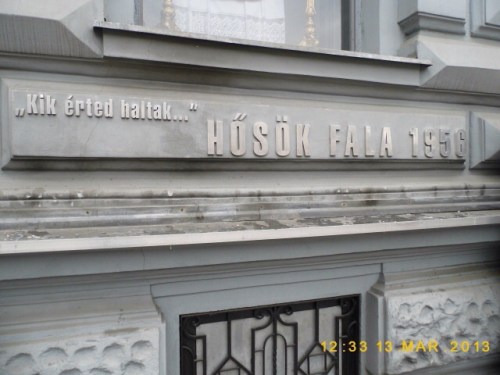 „Kik érted haltak..."
HŐSÖK FALA 1956
12:33 13 MAR 2013